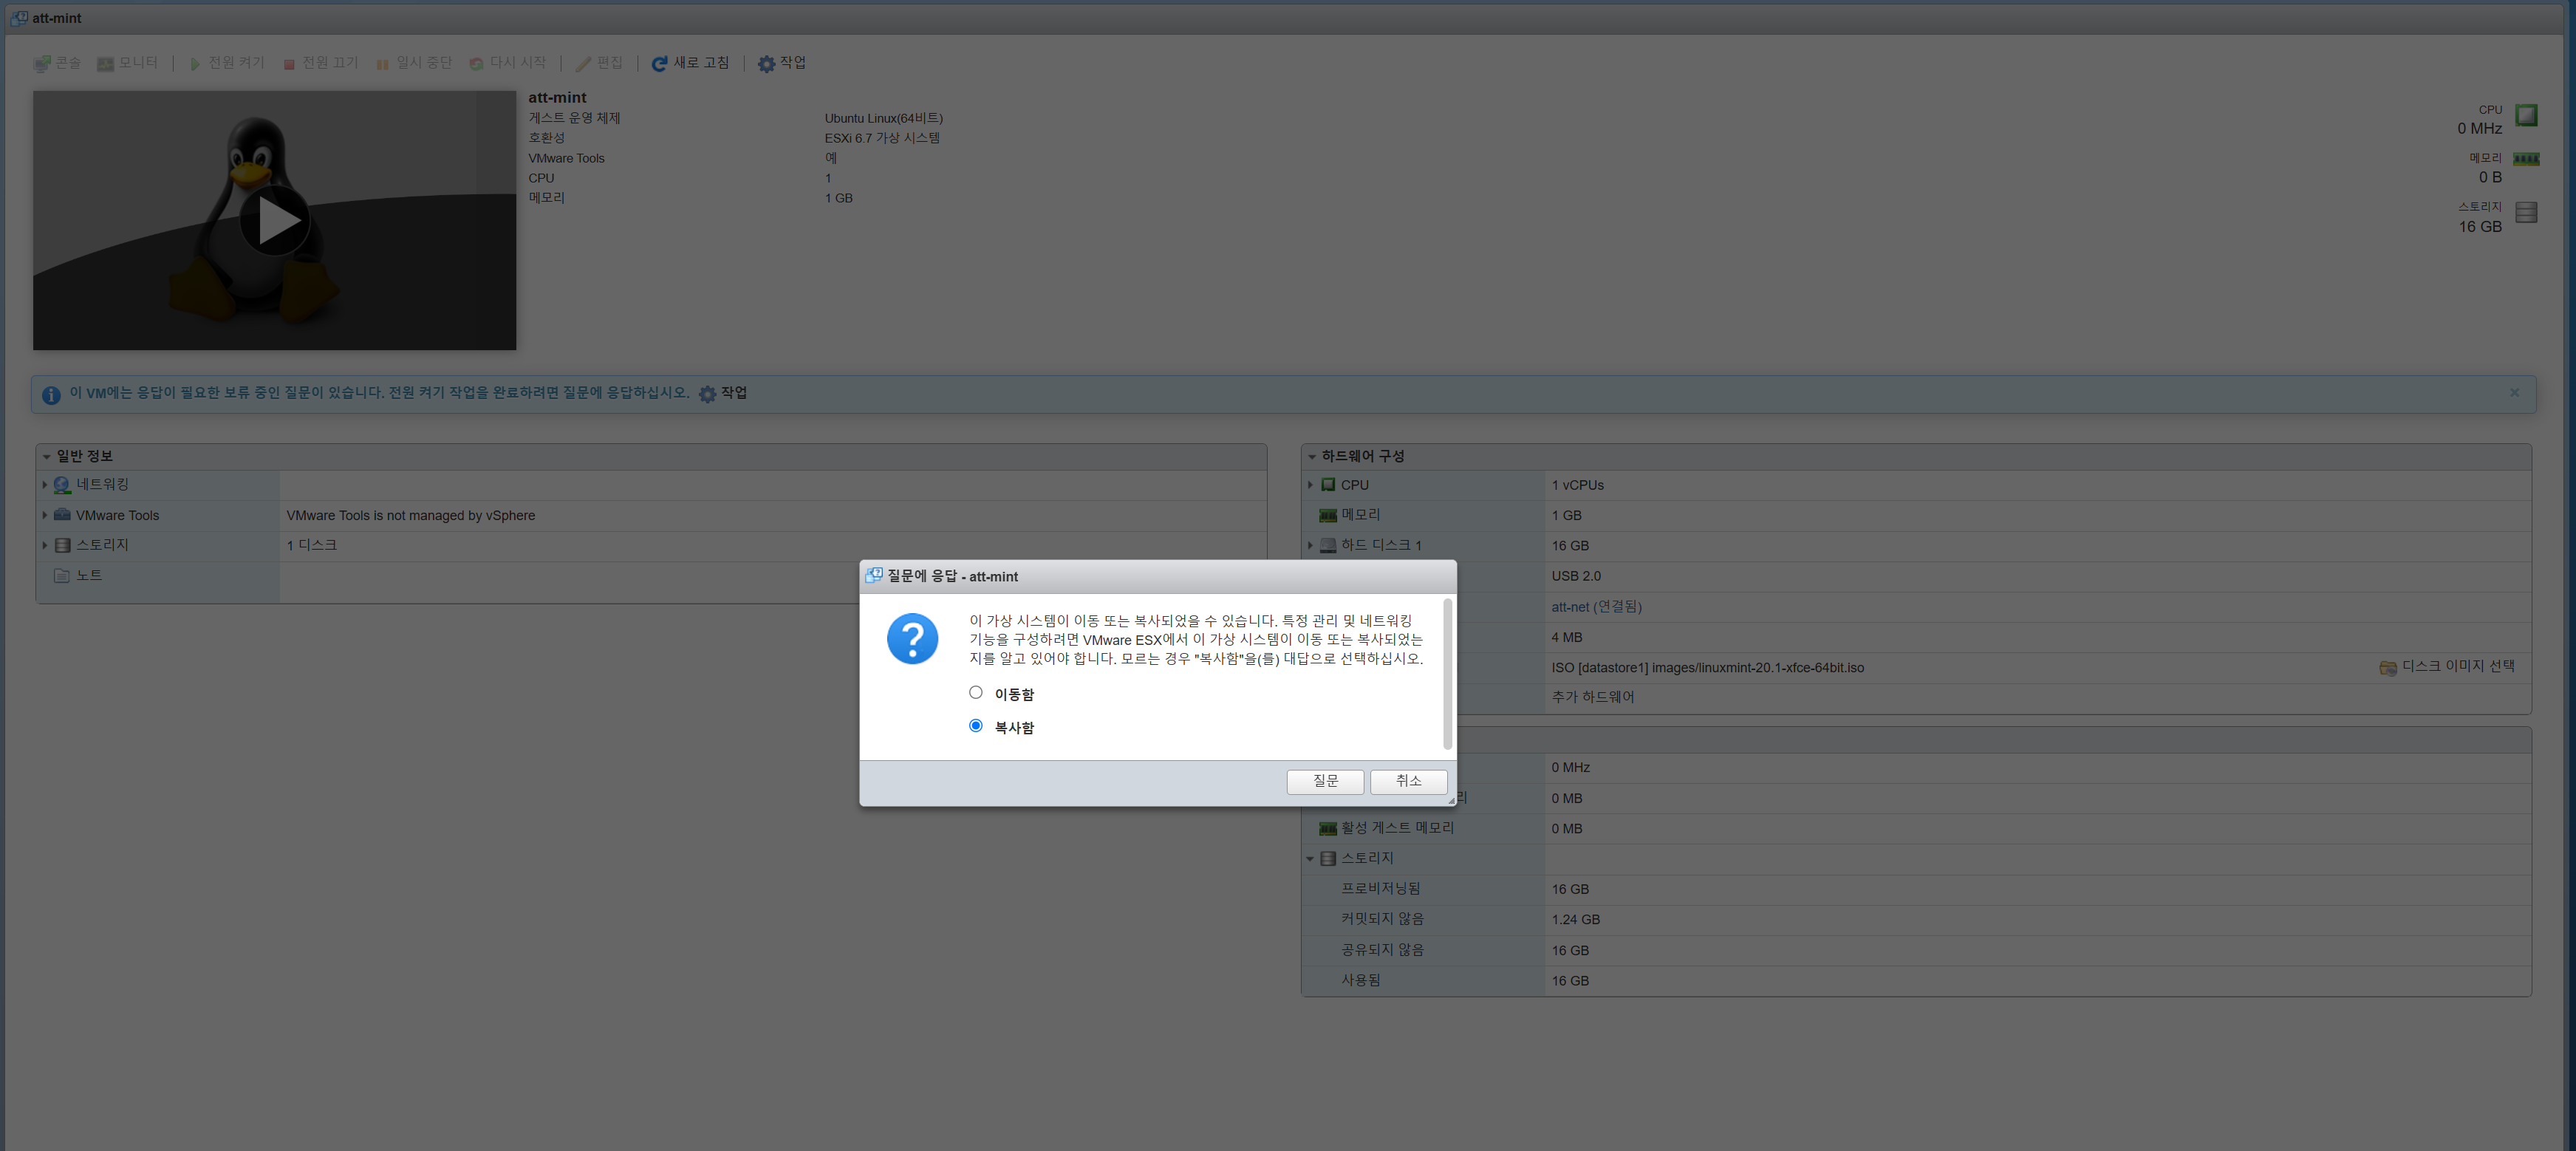 att-mint
콘솔 모니터 | 전원 켜기 전원 끄기 일시 중단 다시 시작 | 편집 | 새로 고침 | 작업
att-mint
게스트 운영 체제 Ubuntu Linux(64비트)
호환성 ESXi 6.7 가상 시스템
VMware Tools 예
CPU 1
메모리 1 GB
CPU
0 MHz
메모리
0 B
스토리지
16 GB
이 VM에는 응답이 필요한 보류 중인 질문이 있습니다. 전원 켜기 작업을 완료하려면 질문에 응답하십시오. 작업
일반 정보
네트워킹
VMware Tools VMware Tools is not managed by vSphere
스토리지 1 디스크
노트
하드웨어 구성
CPU 1 vCPUs
메모리 1 GB
하드 디스크 1 16 GB
USB 2.0
att-net (연결됨)
4 MB
ISO [datastore1] images/linuxmint-20.1-xfce-64bit.iso 디스크 이미지 선택
추가 하드웨어
질문에 응답 - att-mint
이 가상 시스템이 이동 또는 복사되었을 수 있습니다. 특정 관리 및 네트워킹
기능을 구성하려면 VMware ESX에서 이 가상 시스템이 이동 또는 복사되었는
지를 알고 있어야 합니다. 모르는 경우 "복사함"을(를) 대답으로 선택하십시오.
이동함
복사함
질문 취소
0 MHz
리 0 MB
활성 게스트 메모리 0 MB
스토리지
프로비저닝됨 16 GB
커밋되지 않음 1.24 GB
공유되지 않음 16 GB
사용됨 16 GB